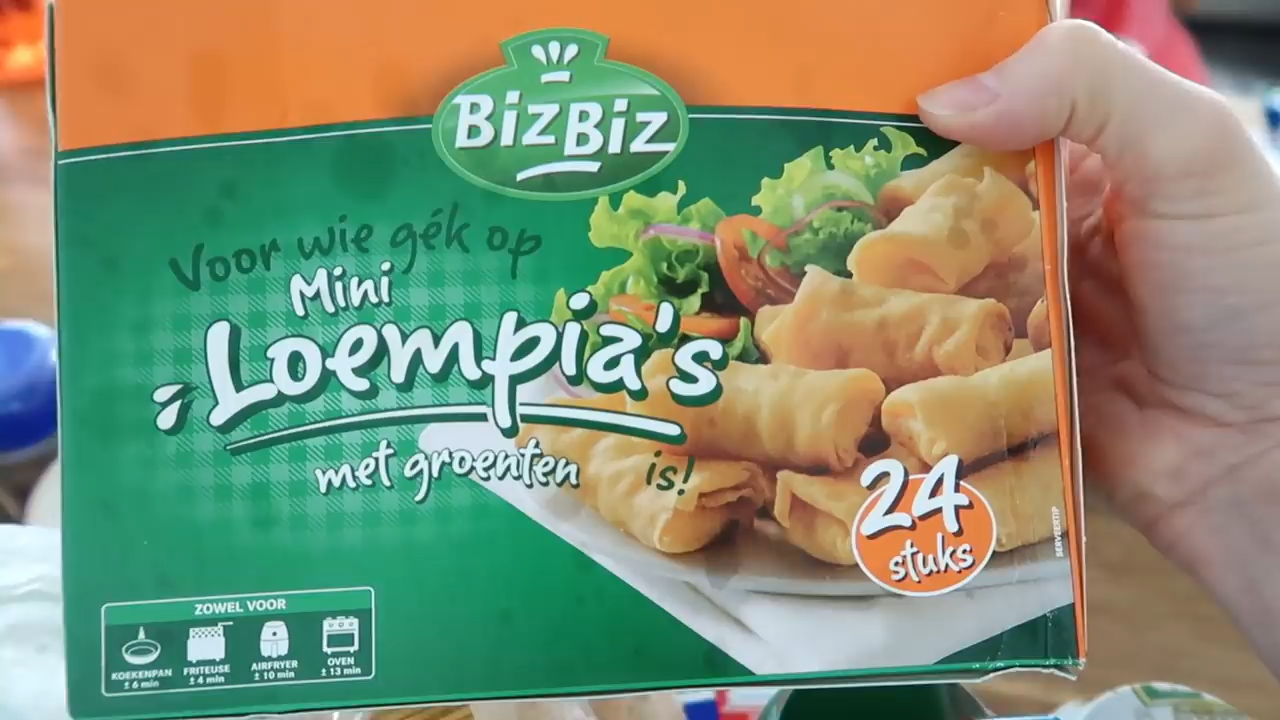 BizBiz
Voor wie gék op
Mini
Loempia's
met groenten
is!
24
stuks
SERVEERTIP
ZOWEL VOOR
KOEKENPAN
± 6 min
FRITEUSE
± 4 min
AIRFRYER
± 10 min
OVEN
± 13 min